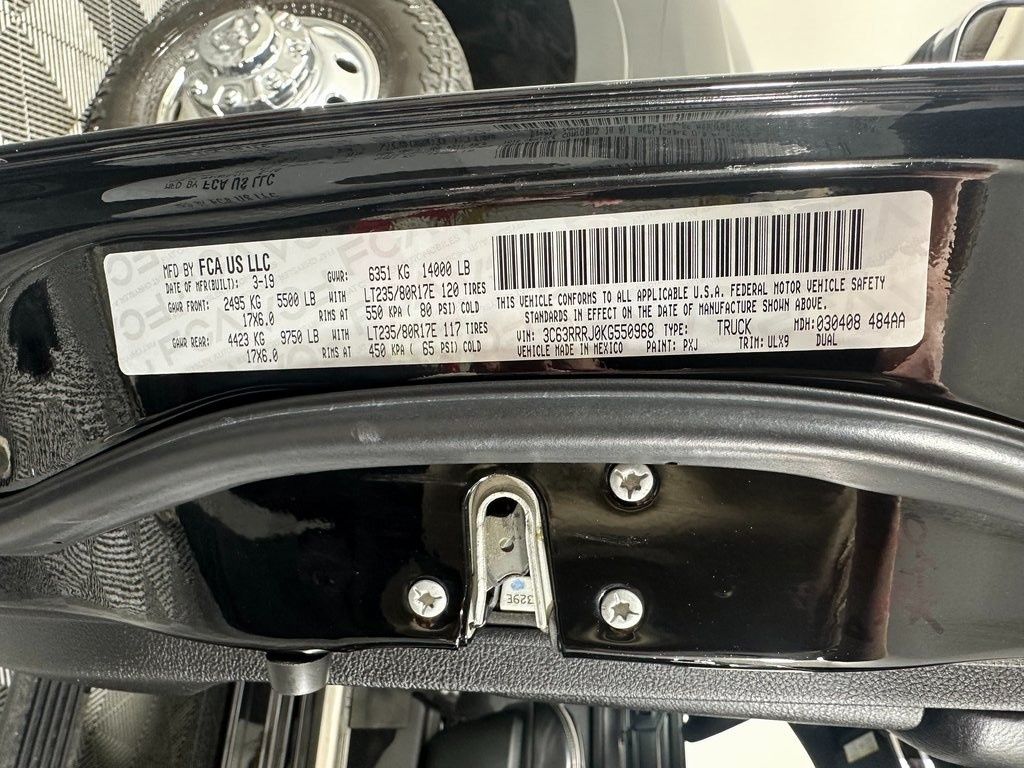 MFD BY FCA US LLC
DATE OF MFR(BUILT): 3-19 GVWR: 6351 KG 14000 LB
GAWR FRONT: 2495 KG 5500 LB WITH LT235/80R17E 120 TIRES
17X6.0 RIMS AT 550 KPA ( 80 PSI) COLD
GAWR REAR: 4423 KG 9750 LB WITH LT235/80R17E 117 TIRES
17X6.0 RIMS AT 450 KPA ( 65 PSI) COLD
THIS VEHICLE CONFORMS TO ALL APPLICABLE U.S.A. FEDERAL MOTOR VEHICLE SAFETY
STANDARDS IN EFFECT ON THE DATE OF MANUFACTURE SHOWN ABOVE.
VIN: 3C63RRRJ0KG550968 TYPE: TRUCK MDH: 030408 484AA
VEHICLE MADE IN MEXICO PAINT: PXJ TRIM: ULX9 DUAL
329E